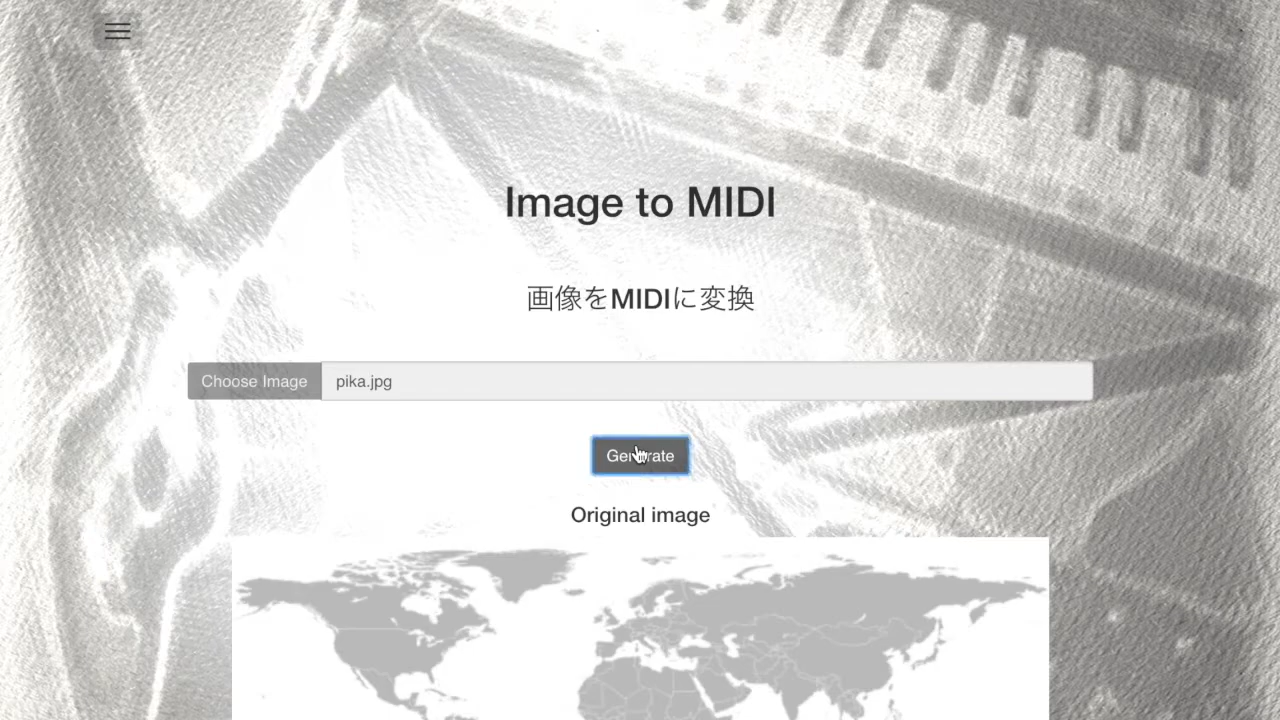 Image to MIDI
画像をMIDIに変換
Choose Image pika.jpg
Generate
Original image